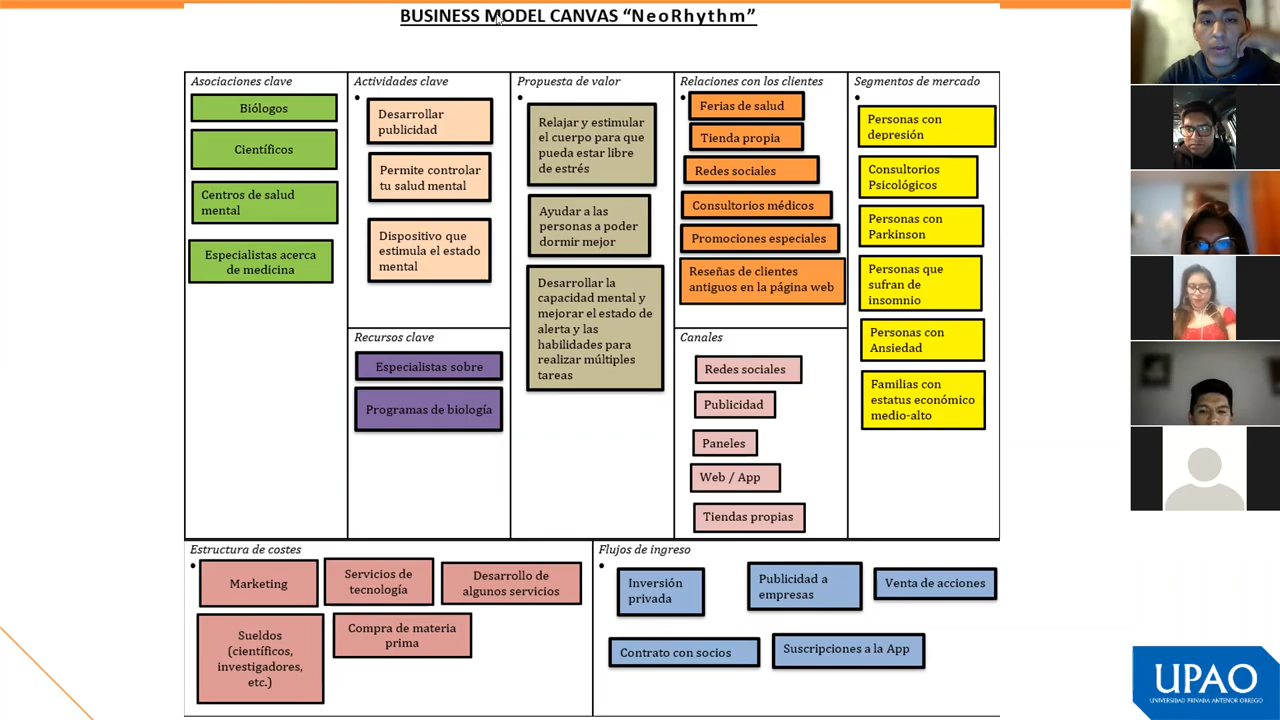 BUSINESS MODEL CANVAS “NeoRhythm”
Asociaciones clave
Biólogos
Científicos
Centros de salud
mental
Especialistas acerca
de medicina
Actividades clave
Desarrollar
publicidad
Permite controlar
tu salud mental
Dispositivo que
estimula el estado
mental
Recursos clave
Especialistas sobre
Programas de biología
Propuesta de valor
Relajar y estimular
el cuerpo para que
pueda estar libre
de estrés
Ayudar a las
personas a poder
dormir mejor
Desarrollar la
capacidad mental y
mejorar el estado de
alerta y las
habilidades para
realizar múltiples
tareas
Relaciones con los clientes
Ferias de salud
Tienda propia
Redes sociales
Consultorios médicos
Promociones especiales
Reseñas de clientes
antiguos en la página web
Canales
Redes sociales
Publicidad
Paneles
Web / App
Tiendas propias
Segmentos de mercado
Personas con
depresión
Consultorios
Psicológicos
Personas con
Parkinson
Personas que
sufran de
insomnio
Personas con
Ansiedad
Familias con
estatus económico
medio-alto
Estructura de costes
Marketing
Servicios de
tecnología
Desarrollo de
algunos servicios
Sueldos
(científicos,
investigadores,
etc.)
Compra de materia
prima
Flujos de ingreso
Inversión
privada
Publicidad a
empresas
Venta de acciones
Contrato con socios
Suscripciones a la App
UPAO
UNIVERSIDAD PRIVADA ANTENOR ORREGO